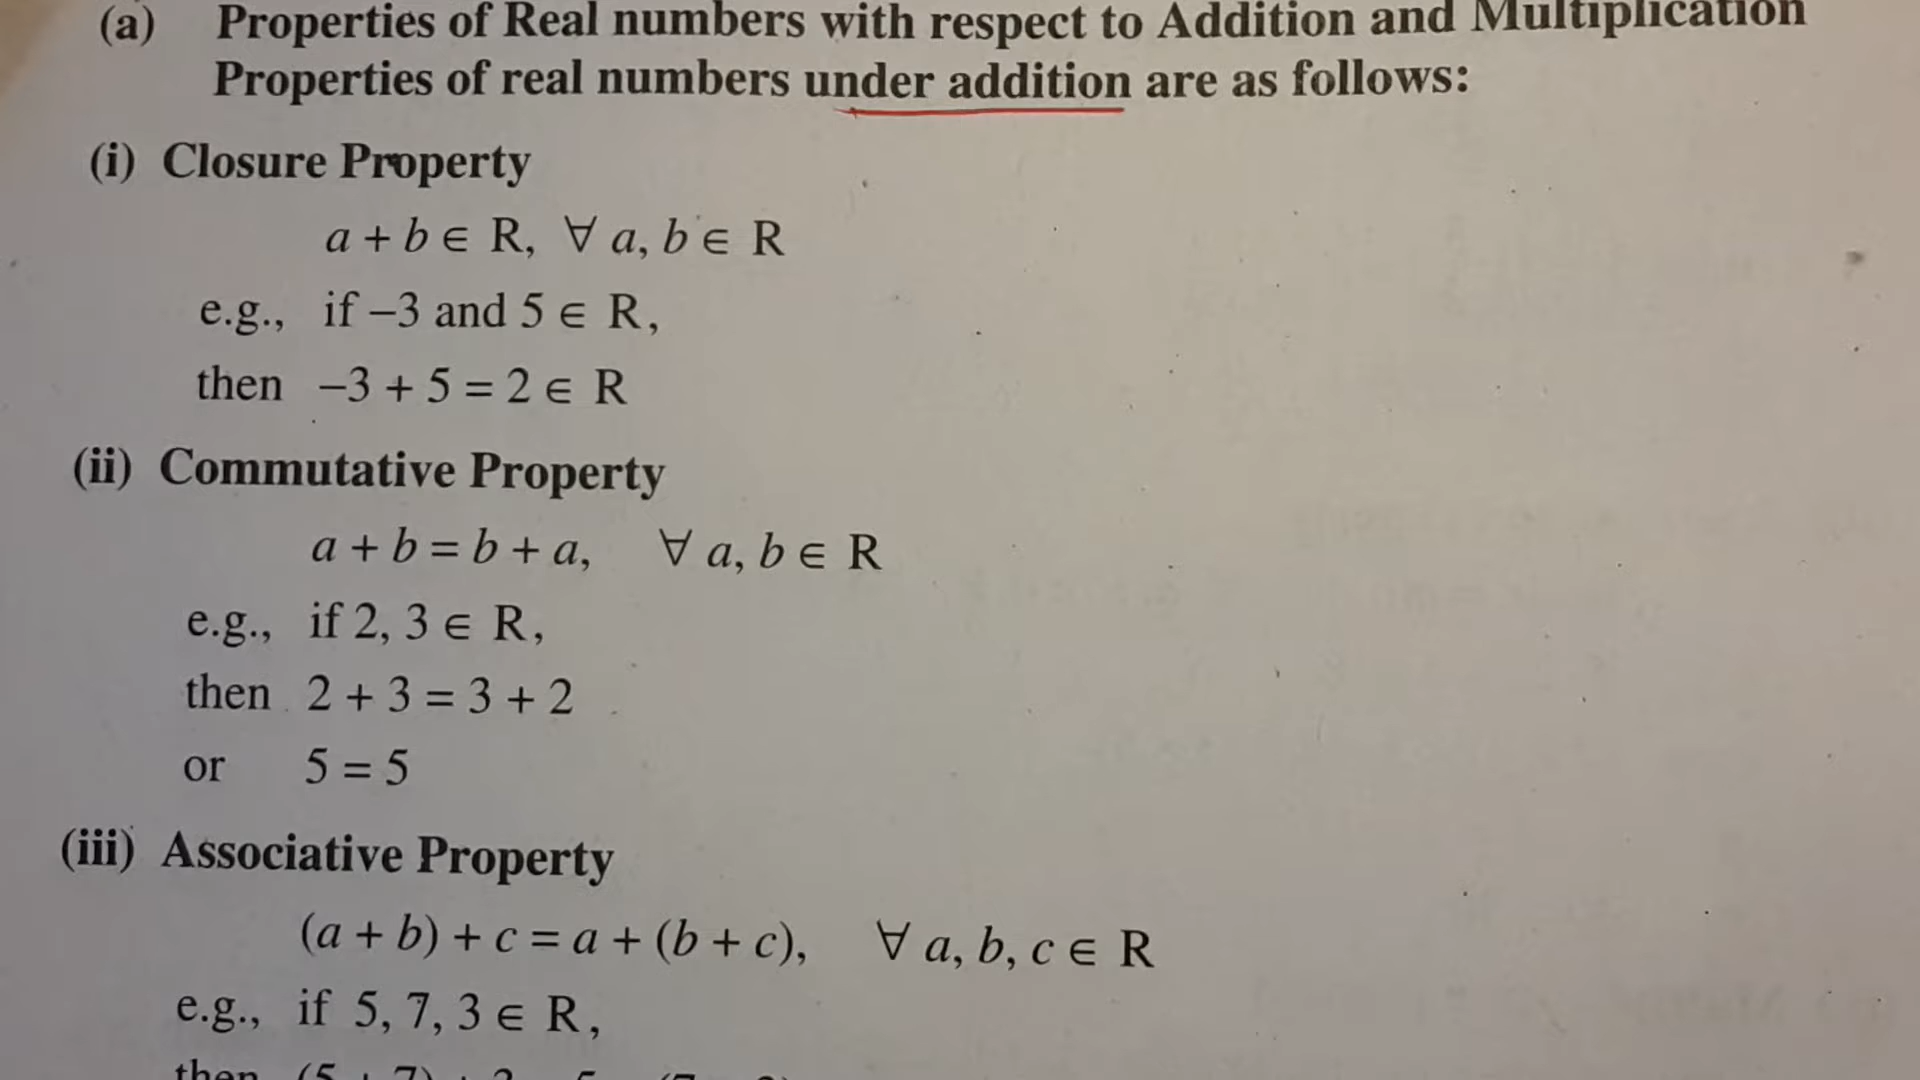 (a) Properties of Real numbers with respect to Addition and Multiplication
Properties of real numbers under addition are as follows:
(i) Closure Property
a + b ∈ R, ∀ a, b ∈ R
e.g., if –3 and 5 ∈ R,
then –3 + 5 = 2 ∈ R
(ii) Commutative Property
a + b = b + a, ∀ a, b ∈ R
e.g., if 2, 3 ∈ R,
then 2 + 3 = 3 + 2
or 5 = 5
(iii) Associative Property
(a + b) + c = a + (b + c), ∀ a, b, c ∈ R
e.g., if 5, 7, 3 ∈ R,
then